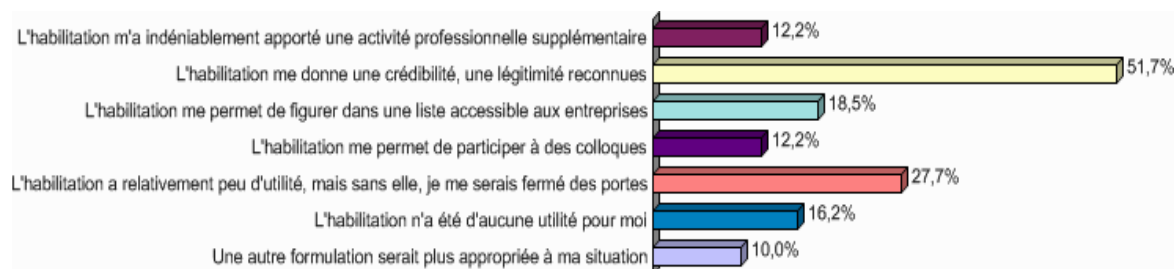 L'habilitation m'a indéniablement apporté une activité professionnelle supplémentaire 12,2%
L'habilitation me donne une crédibilité, une légitimité reconnues 51,7%
L'habilitation me permet de figurer dans une liste accessible aux entreprises 18,5%
L'habilitation me permet de participer à des colloques 12,2%
L'habilitation a relativement peu d'utilité, mais sans elle, je me serais fermé des portes 27,7%
L'habilitation n'a été d'aucune utilité pour moi 16,2%
Une autre formulation serait plus appropriée à ma situation 10,0%